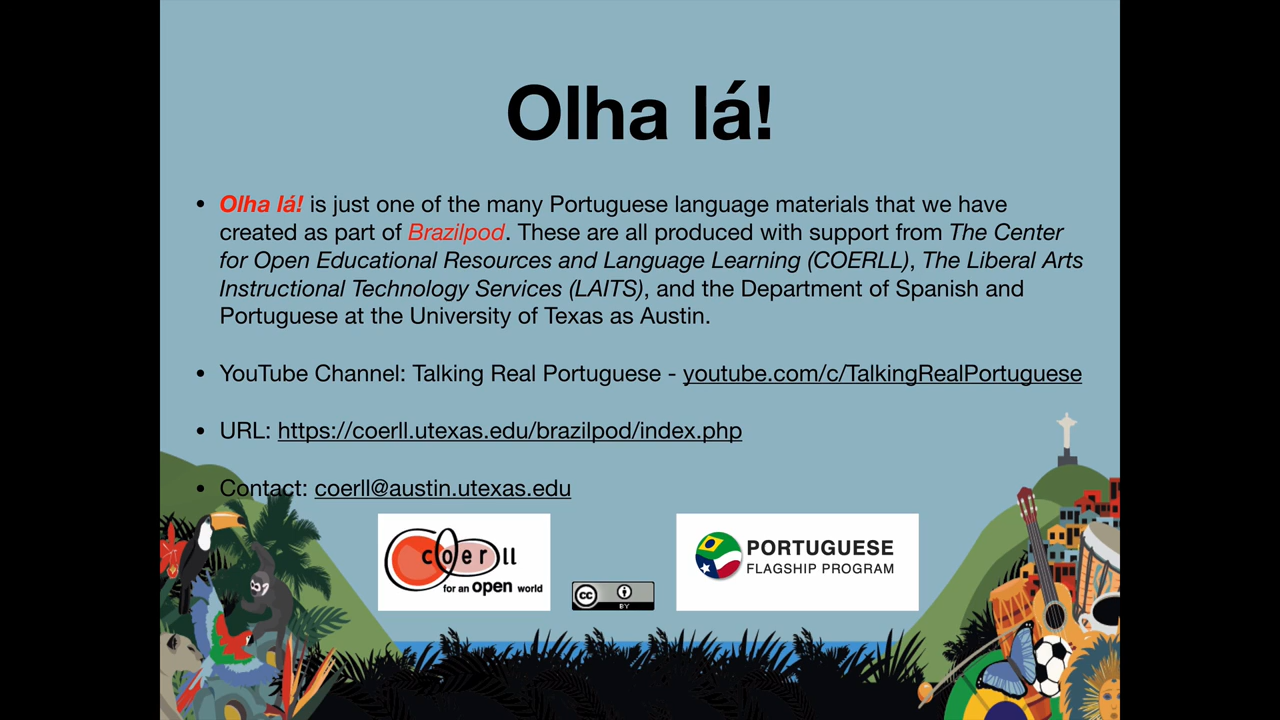 Olha lá!
• Olha lá! is just one of the many Portuguese language materials that we have
created as part of Brazilpod. These are all produced with support from The Center
for Open Educational Resources and Language Learning (COERLL), The Liberal Arts
Instructional Technology Services (LAITS), and the Department of Spanish and
Portuguese at the University of Texas as Austin.
• YouTube Channel: Talking Real Portuguese - youtube.com/c/TalkingRealPortuguese
• URL: https://coerll.utexas.edu/brazilpod/index.php
• Contact: coerll@austin.utexas.edu
coerll
for an open world
cc
BY
PORTUGUESE
FLAGSHIP PROGRAM